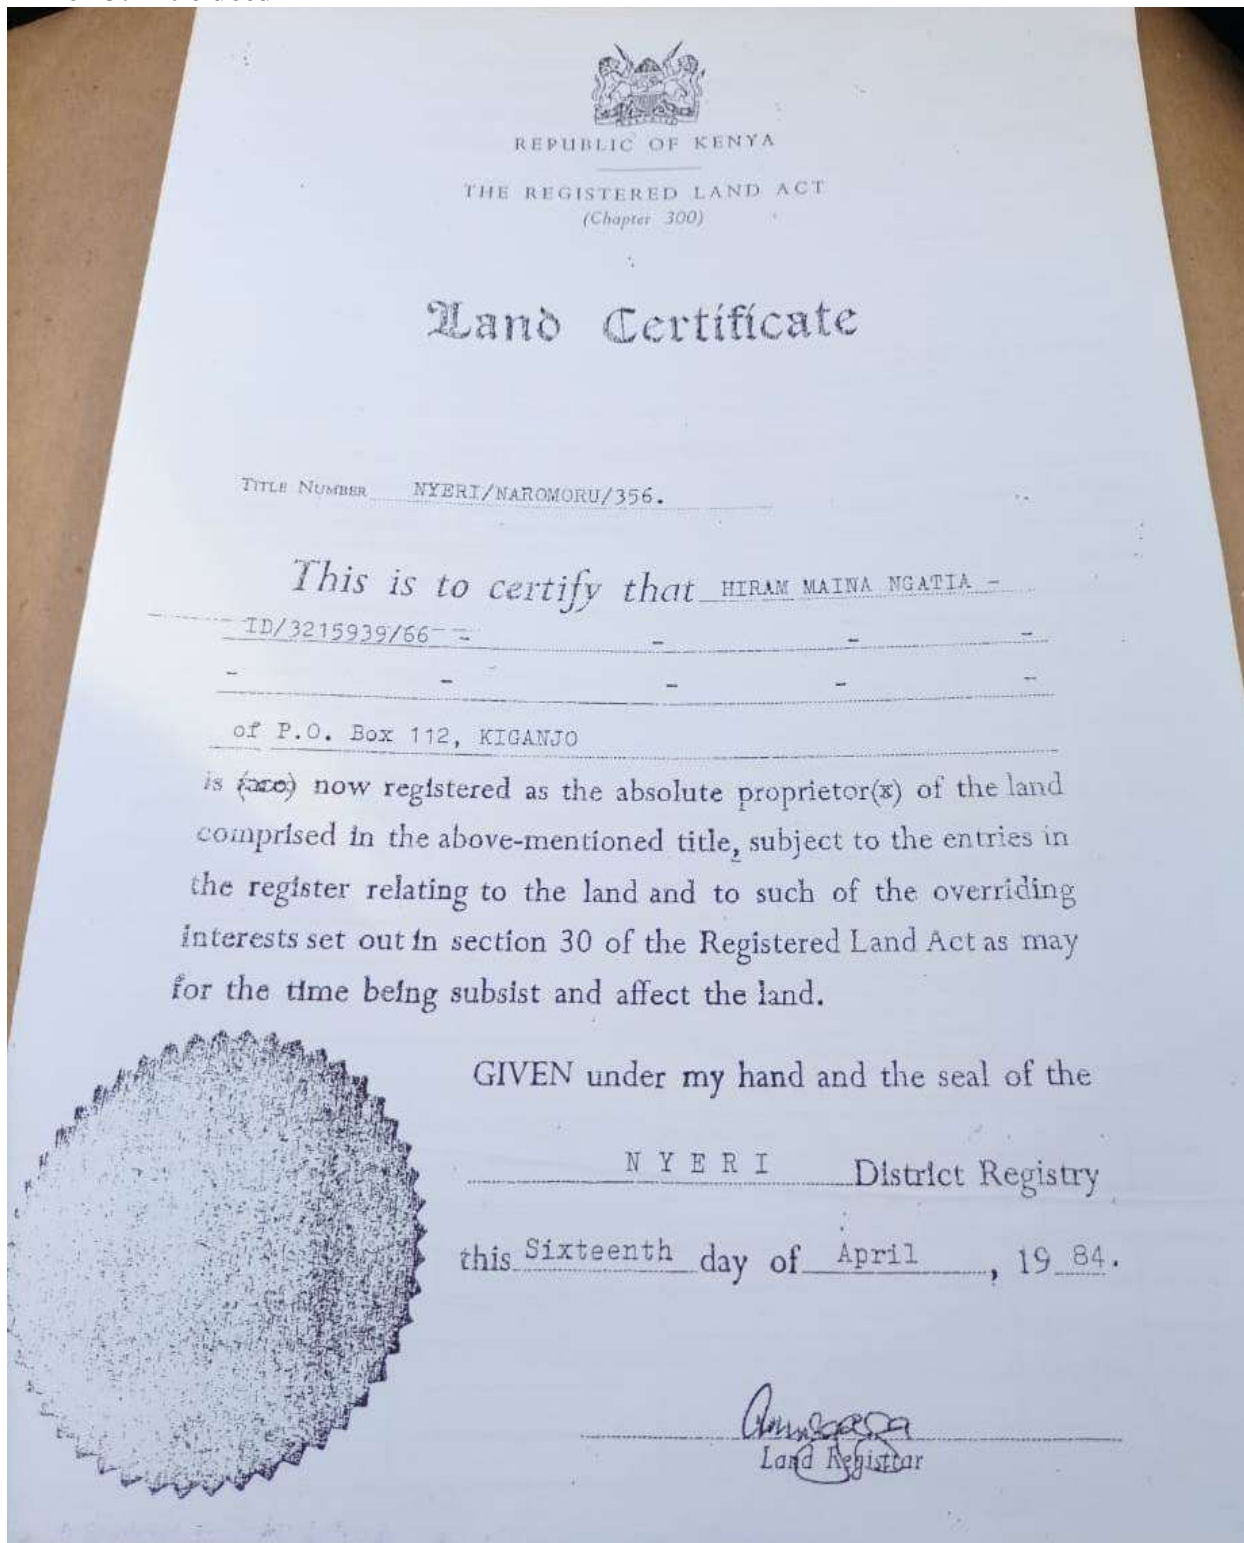 REPUBLIC OF KENYA
THE REGISTERED LAND ACT
(Chapter 300)
Land Certificate
TITLE NUMBER NYERI/NAROMORU/356.
This is to certify that HIRAM MAINA NGATIA -
ID/3215939/66 - - - -
- - - - -
of P.O. Box 112, KIGANJO
is (are) now registered as the absolute proprietor(x) of the land
comprised in the above-mentioned title, subject to the entries in
the register relating to the land and to such of the overriding
interests set out in section 30 of the Registered Land Act as may
for the time being subsist and affect the land.
GIVEN under my hand and the seal of the
NYERI District Registry
this Sixteenth day of April, 19 84.
Land Registrar